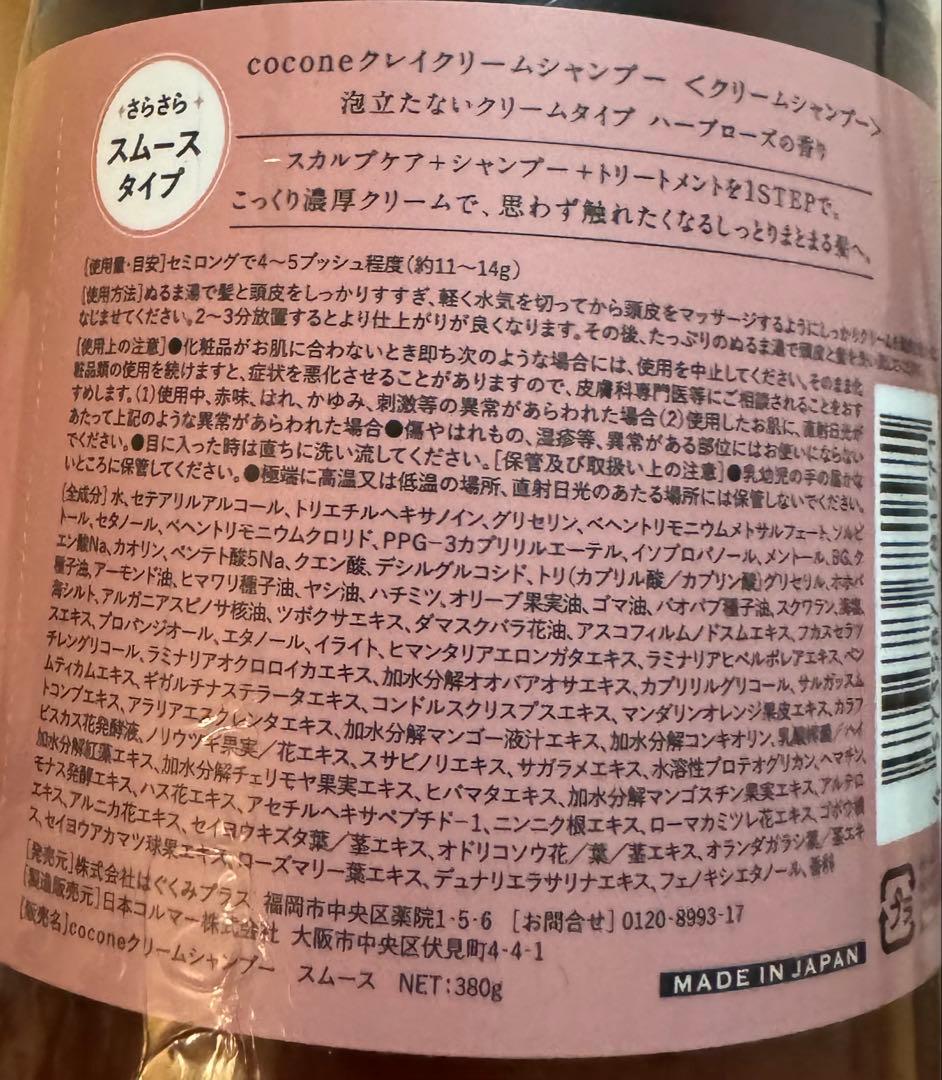 さらさら
スムース
タイプ
coconeクレイクリームシャンプー <クリームシャンプー>
泡立たないクリームタイプ ハーブローズの香り
スカルプケア+シャンプー+トリートメントを1STEPで。
こっくり濃厚クリームで、思わず触れたくなるしっとりまとまる髪へ。
[使用量・目安]セミロングで4〜5プッシュ程度(約11〜14g)
[使用方法]ぬるま湯で髪と頭皮をしっかりすすぎ、軽く水気を切ってから頭皮をマッサージするようにしっかりクリームを
なじませてください。2〜3分放置するとより仕上がりが良くなります。その後、たっぷりのぬるま湯で頭皮と髪を
[使用上の注意]●化粧品がお肌に合わないとき即ち次のような場合には、使用を中止してください。そのまま化
粧品類の使用を続けますと、症状を悪化させることがありますので、皮膚科専門医等にご相談されることをおす
すめします。(1)使用中、赤味、はれ、かゆみ、刺激等の異常があらわれた場合(2)使用したお肌に、直射日光が
あたって上記のような異常があらわれた場合●傷やはれもの、湿疹等、異常がある部位にはお使いにならない
でください。●目に入った時は直ちに洗い流してください。[保管及び取扱い上の注意]●乳幼児の手の届かな
いところに保管してください。●極端に高温又は低温の場所、直射日光のあたる場所には保管しないでください。
[全成分]水、セテアリルアルコール、トリエチルヘキサノイン、グリセリン、ベヘントリモニウムメトサルフェート、ソルビ
トール、セタノール、ベヘントリモニウムクロリド、PPG-3カプリリルエーテル、イソプロパノール、メントール、BG、ク
エン酸Na、カオリン、ペンテト酸5Na、クエン酸、デシルグルコシド、トリ(カプリル酸/カプリン酸)グリセリル、ホホバ
種子油、アーモンド油、ヒマワリ種子油、ヤシ油、ハチミツ、オリーブ果実油、ゴマ油、バオバブ種子油、スクワラン、
海シルト、アルガニアスピノサ核油、ツボクサエキス、ダマスクバラ花油、アスコフィルムノドスムエキス、フカスセラツ
スエキス、プロパンジオール、エタノール、イライト、ヒマンタリアエロンガタエキス、ラミナリアヒペルボレアエキス、ペン
チレングリコール、ラミナリアオクロロイカエキス、加水分解オオバアオサエキス、カプリリルグリコール、サルガッスム
ムティカムエキス、ギガルチナステラータエキス、コンドルスクリスプスエキス、マンダリンオレンジ果皮エキス、カラフ
トコンブエキス、アラリアエスクレンタエキス、加水分解マンゴー液汁エキス、加水分解コンキオリン、乳酸桿菌/ハイ
ビスカス花発酵液、ノリウツギ果実/花エキス、スサビノリエキス、サガラメエキス、水溶性プロテオグリカン、ヘマチン、
加水分解紅藻エキス、加水分解チェリモヤ果実エキス、ヒバマタエキス、加水分解マンゴスチン果実エキス、アルテロ
モナス発酵エキス、ハス花エキス、アセチルヘキサペプチド-1、ニンニク根エキス、ローマカミツレ花エキス、ゴボウ根
エキス、アルニカ花エキス、セイヨウキズタ葉/茎エキス、オドリコソウ花/葉/茎エキス、オランダガラシ葉/茎エキ
ス、セイヨウアカマツ球果エキス、ローズマリー葉エキス、デュナリエラサリナエキス、フェノキシエタノール、香料
[発売元]株式会社はぐくみプラス 福岡市中央区薬院1-5-6 [お問合せ]0120-8993-17
[製造販売元]日本コルマー株式会社 大阪市中央区伏見町4-4-1
[販売名]coconeクリームシャンプー スムース NET:380g
MADE IN JAPAN
プラ